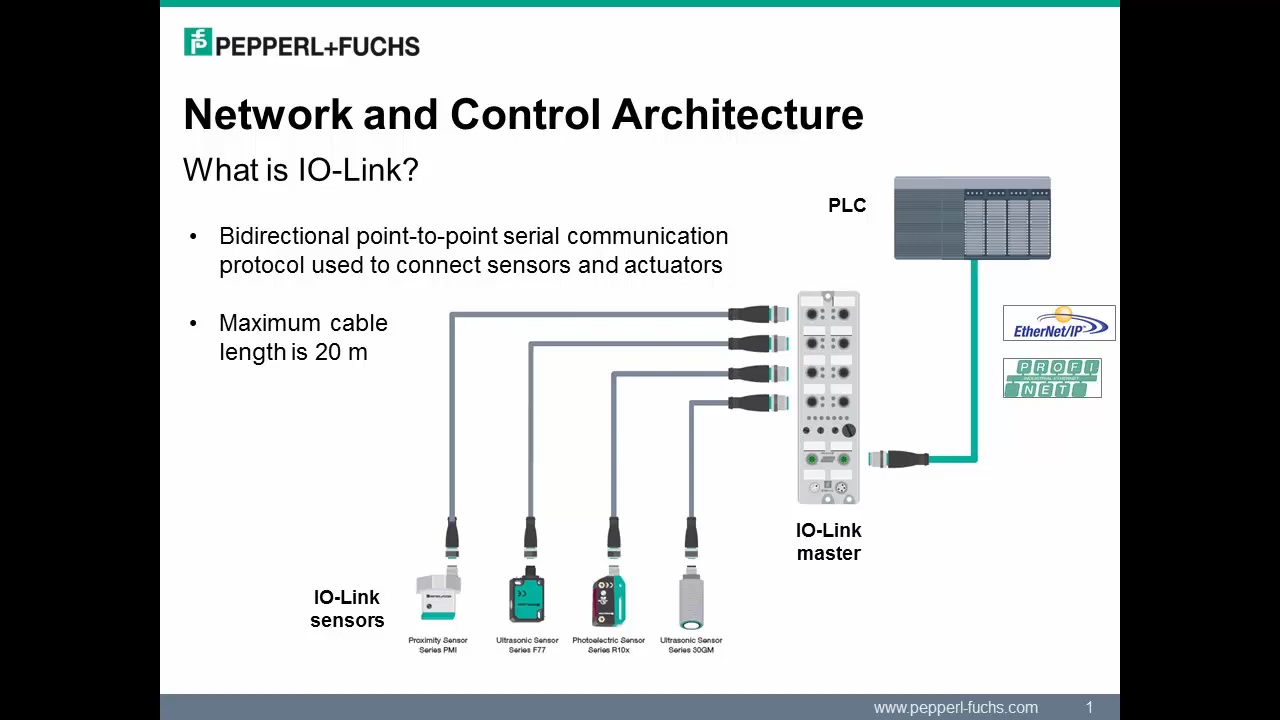 PEPPERL+FUCHS
Network and Control Architecture
What is IO-Link?
PLC
• Bidirectional point-to-point serial communication
protocol used to connect sensors and actuators
• Maximum cable
length is 20 m
EtherNet/IP
PROFI
INDUSTRIAL ETHERNET
NET
IO-Link
master
IO-Link
sensors
Proximity Sensor
Series PMI
Ultrasonic Sensor
Series F77
Photoelectric Sensor
Series R10x
Ultrasonic Sensor
Series 30GM
www.pepperl-fuchs.com
1